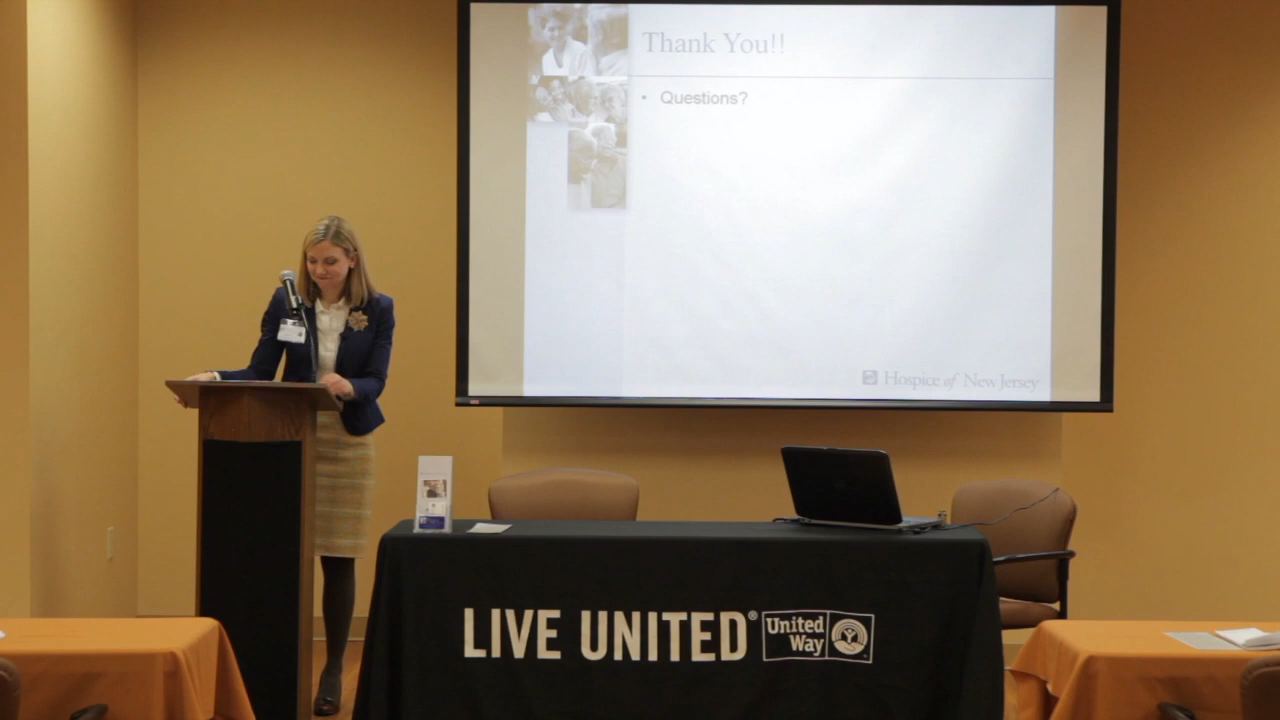 Thank You!!
• Questions?
Hospice of New Jersey
LIVE UNITED®
United
Way